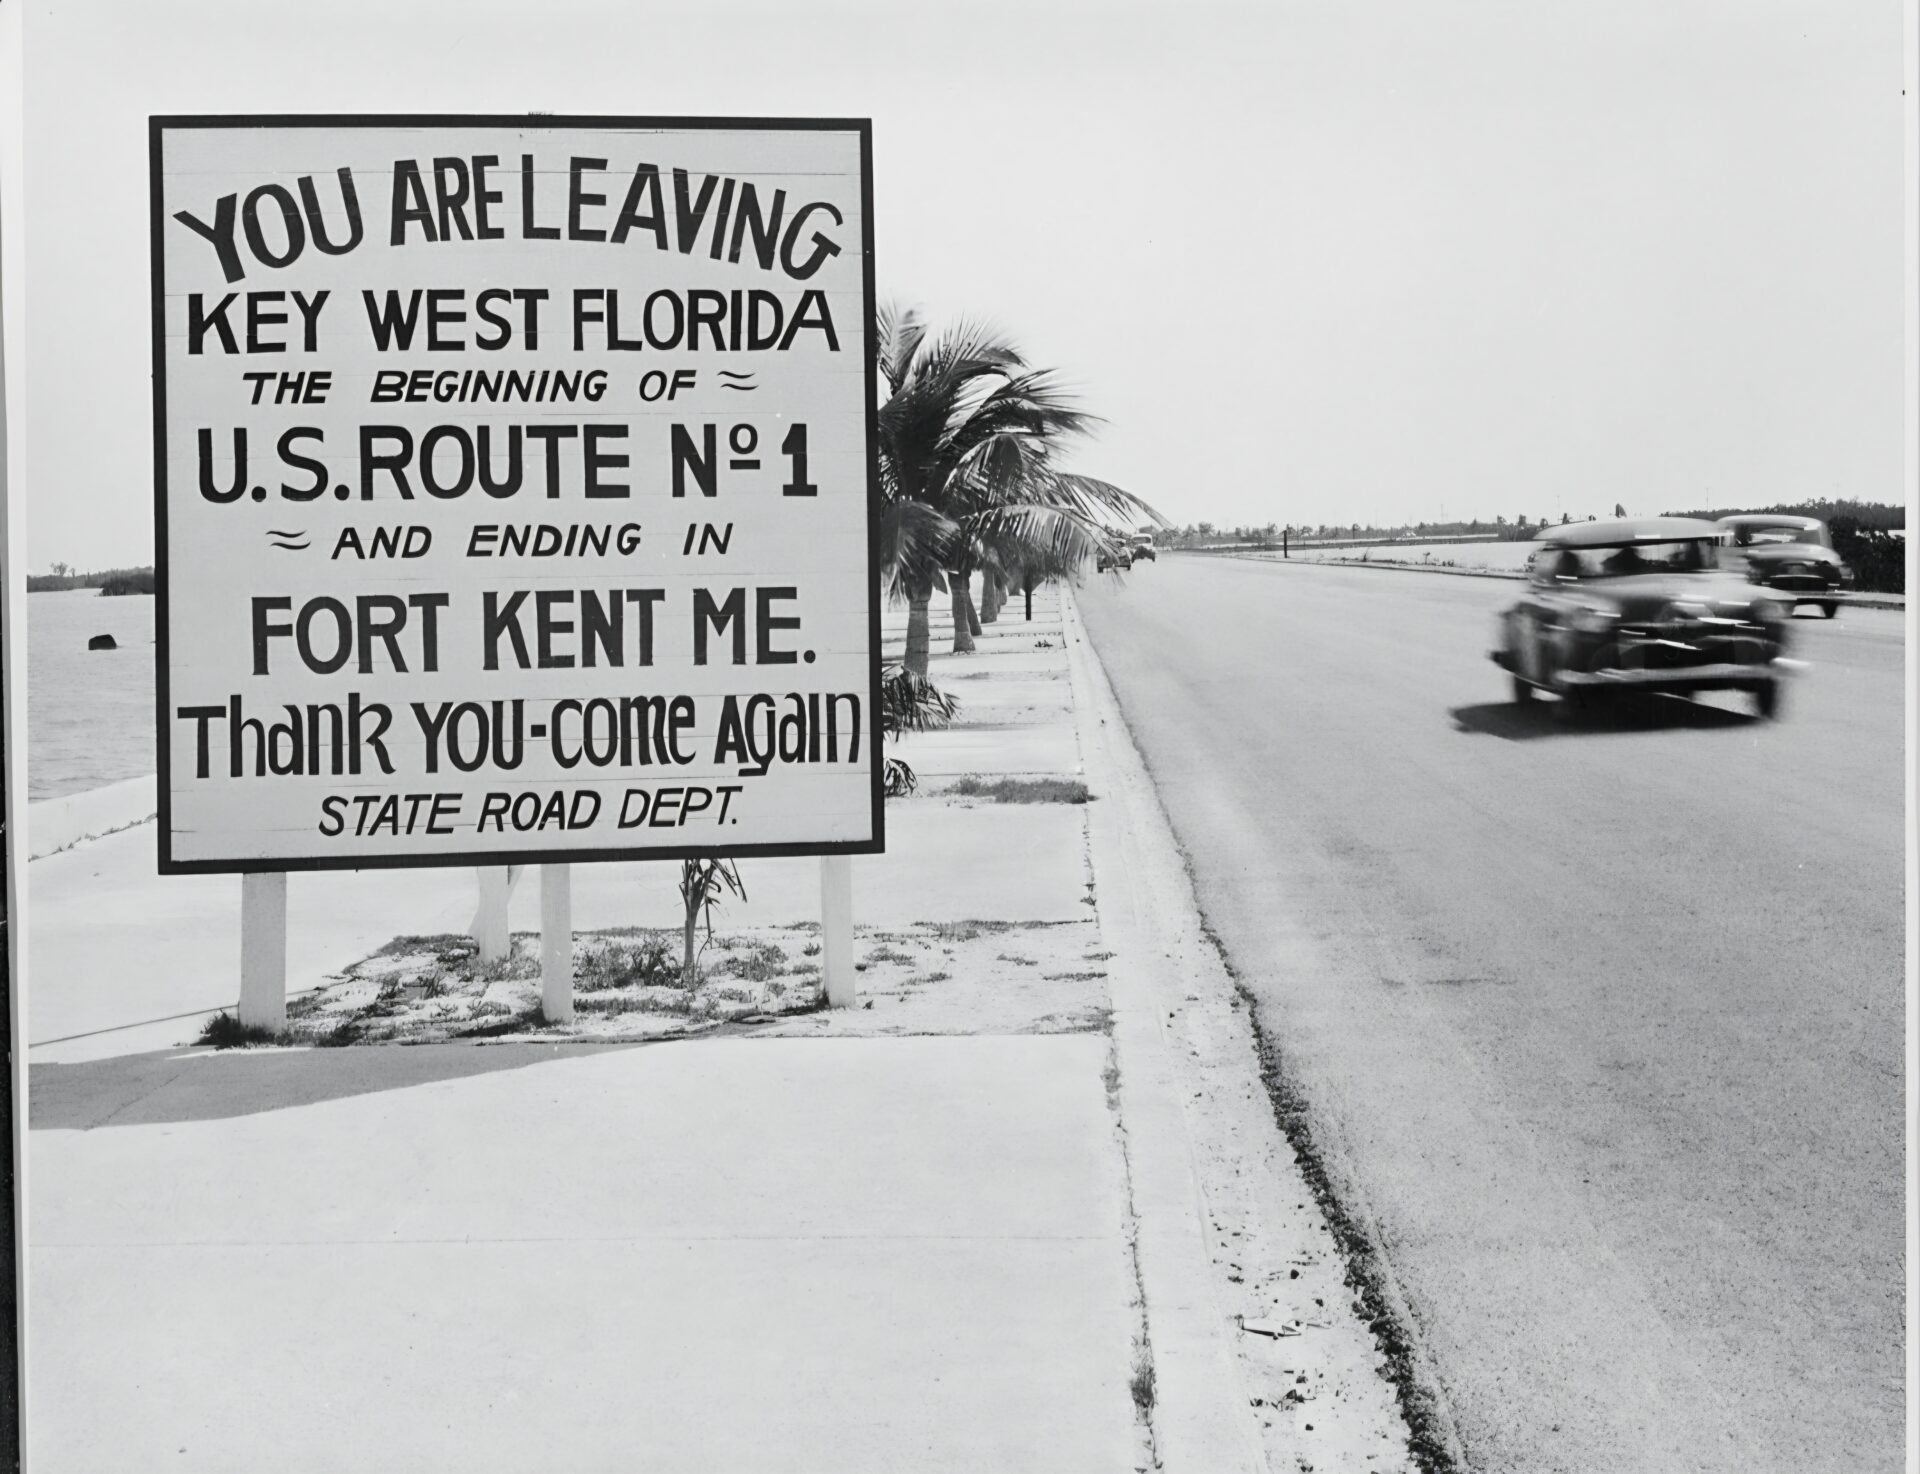 YOU ARE LEAVING
KEY WEST FLORIDA
THE BEGINNING OF ≈
U.S. ROUTE Nº 1
≈ AND ENDING IN
FORT KENT ME.
Thank YOU-COME AGAIN
STATE ROAD DEPT.